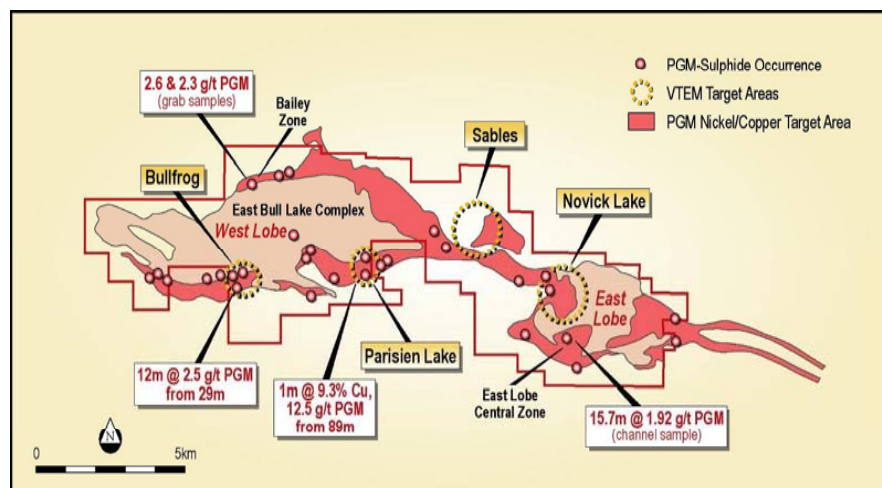 PGM-Sulphide Occurrence
VTEM Target Areas
PGM Nickel/Copper Target Area
2.6 & 2.3 g/t PGM
(grab samples)
Bailey
Zone
Sables
Bullfrog
Novick Lake
East Bull Lake Complex
West Lobe
East
Lobe
Parisien Lake
12m @ 2.5 g/t PGM
from 29m
1m @ 9.3% Cu,
12.5 g/t PGM
from 89m
East Lobe
Central Zone
15.7m @ 1.92 g/t PGM
(channel sample)
N
0
5km